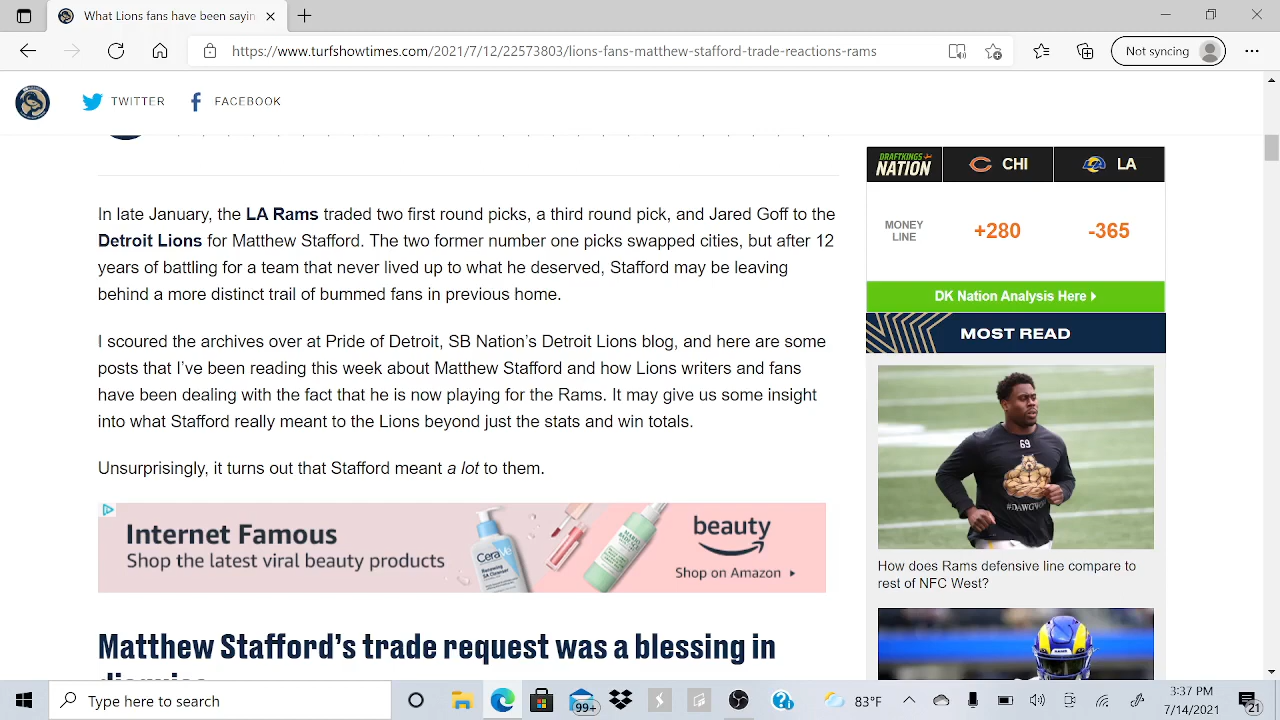 What Lions fans
https://www.turfshowtimes.com/2021/7/12/22573803/lions-fans-matthew-stafford-trade-reactions-rams
Not syncing
TWITTER
FACEBOOK
In late January, the LA Rams traded two first round picks, a third round pick, and Jared Goff to the
Detroit Lions for Matthew Stafford. The two former number one picks swapped cities, but after 12
years of battling for a team that never lived up to what he deserved, Stafford may be leaving
behind a more distinct trail of bummed fans in previous home.
I scoured the archives over at Pride of Detroit, SB Nation's Detroit Lions blog, and here are some
posts that I've been reading this week about Matthew Stafford and how Lions writers and fans
have been dealing with the fact that he is now playing for the Rams. It may give us some insight
into what Stafford really meant to the Lions beyond just the stats and win totals.
Unsurprisingly, it turns out that Stafford meant a lot to them.
Internet Famous
Shop the latest viral beauty products
CeraVe
beauty
Shop on Amazon
Matthew Stafford's trade request was a blessing in
DRAFTKINGS
NATION
CHI
LA
MONEY
LINE
+280
-365
DK Nation Analysis Here
MOST READ
69
How does Rams defensive line compare to
rest of NFC West?
RAMS
Type here to search
99+
83°F
3:37 PM
7/14/2021
21